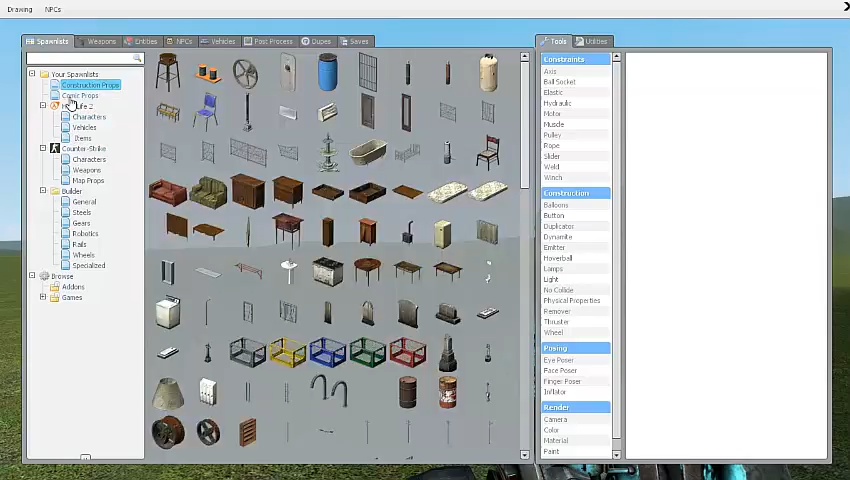 Drawing NPCs
Spawnlists Weapons Entities NPCs Vehicles Post Process Dupes Saves
Your Spawnlists
Construction Props
Comic Props
Life 2
Characters
Vehicles
Items
Counter-Strike
Characters
Weapons
Map Props
Builder
General
Steels
Gears
Robotics
Rails
Wheels
Specialized
Browse
Addons
Games
Tools Utilities
Constraints
Axis
Ball Socket
Elastic
Hydraulic
Motor
Muscle
Pulley
Rope
Slider
Weld
Winch
Construction
Balloons
Button
Duplicator
Dynamite
Emitter
Hoverball
Lamps
Light
No Collide
Physical Properties
Remover
Thruster
Wheel
Posing
Eye Poser
Face Poser
Finger Poser
Inflator
Render
Camera
Color
Material
Paint